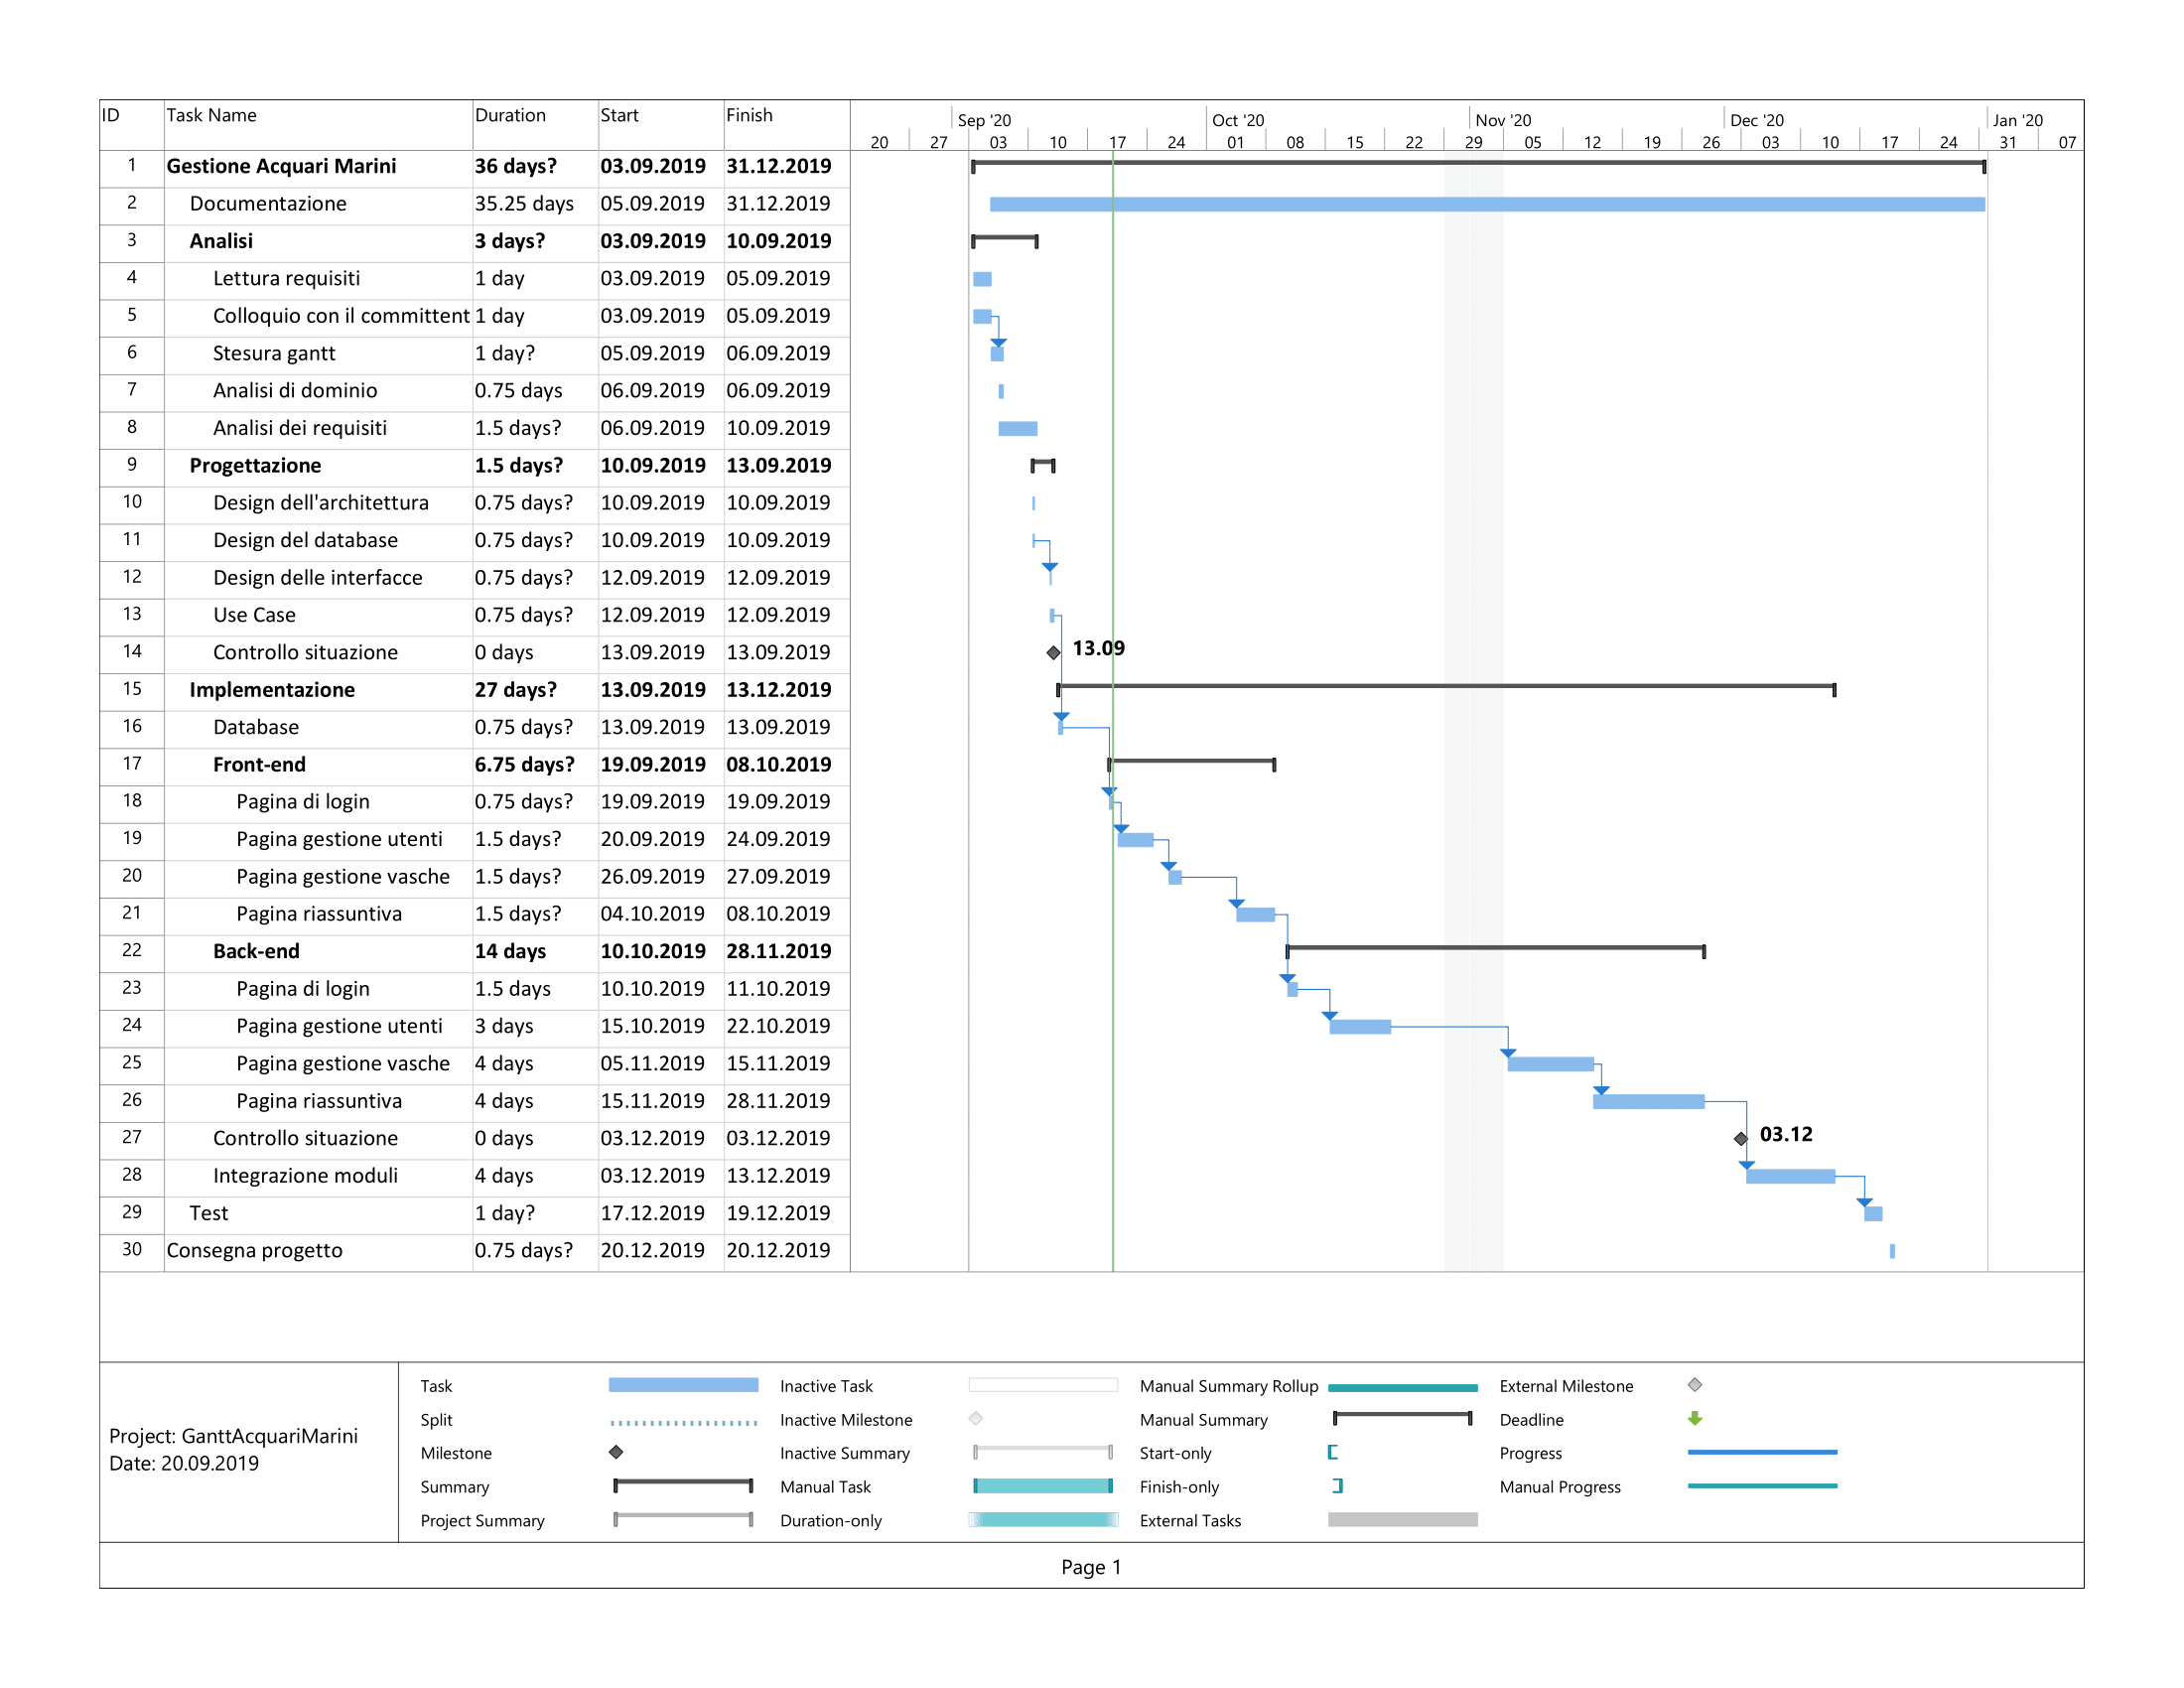 ID Task Name Duration Start Finish Sep '20 Oct '20 Nov '20 Dec '20 Jan '20
20 27 03 10 17 24 01 08 15 22 29 05 12 19 26 03 10 17 24 31 07
1 Gestione Acquari Marini 36 days? 03.09.2019 31.12.2019
2 Documentazione 35.25 days 05.09.2019 31.12.2019
3 Analisi 3 days? 03.09.2019 10.09.2019
4 Lettura requisiti 1 day 03.09.2019 05.09.2019
5 Colloquio con il committent 1 day 03.09.2019 05.09.2019
6 Stesura gantt 1 day? 05.09.2019 06.09.2019
7 Analisi di dominio 0.75 days 06.09.2019 06.09.2019
8 Analisi dei requisiti 1.5 days? 06.09.2019 10.09.2019
9 Progettazione 1.5 days? 10.09.2019 13.09.2019
10 Design dell'architettura 0.75 days? 10.09.2019 10.09.2019
11 Design del database 0.75 days? 10.09.2019 10.09.2019
12 Design delle interfacce 0.75 days? 12.09.2019 12.09.2019
13 Use Case 0.75 days? 12.09.2019 12.09.2019
14 Controllo situazione 0 days 13.09.2019 13.09.2019 13.09
15 Implementazione 27 days? 13.09.2019 13.12.2019
16 Database 0.75 days? 13.09.2019 13.09.2019
17 Front-end 6.75 days? 19.09.2019 08.10.2019
18 Pagina di login 0.75 days? 19.09.2019 19.09.2019
19 Pagina gestione utenti 1.5 days? 20.09.2019 24.09.2019
20 Pagina gestione vasche 1.5 days? 26.09.2019 27.09.2019
21 Pagina riassuntiva 1.5 days? 04.10.2019 08.10.2019
22 Back-end 14 days 10.10.2019 28.11.2019
23 Pagina di login 1.5 days 10.10.2019 11.10.2019
24 Pagina gestione utenti 3 days 15.10.2019 22.10.2019
25 Pagina gestione vasche 4 days 05.11.2019 15.11.2019
26 Pagina riassuntiva 4 days 15.11.2019 28.11.2019
27 Controllo situazione 0 days 03.12.2019 03.12.2019 03.12
28 Integrazione moduli 4 days 03.12.2019 13.12.2019
29 Test 1 day? 17.12.2019 19.12.2019
30 Consegna progetto 0.75 days? 20.12.2019 20.12.2019
Project: GanttAcquariMarini
Date: 20.09.2019
Task Inactive Task Manual Summary Rollup External Milestone
Split Inactive Milestone Manual Summary Deadline
Milestone Inactive Summary Start-only Progress
Summary Manual Task Finish-only Manual Progress
Project Summary Duration-only External Tasks
Page 1